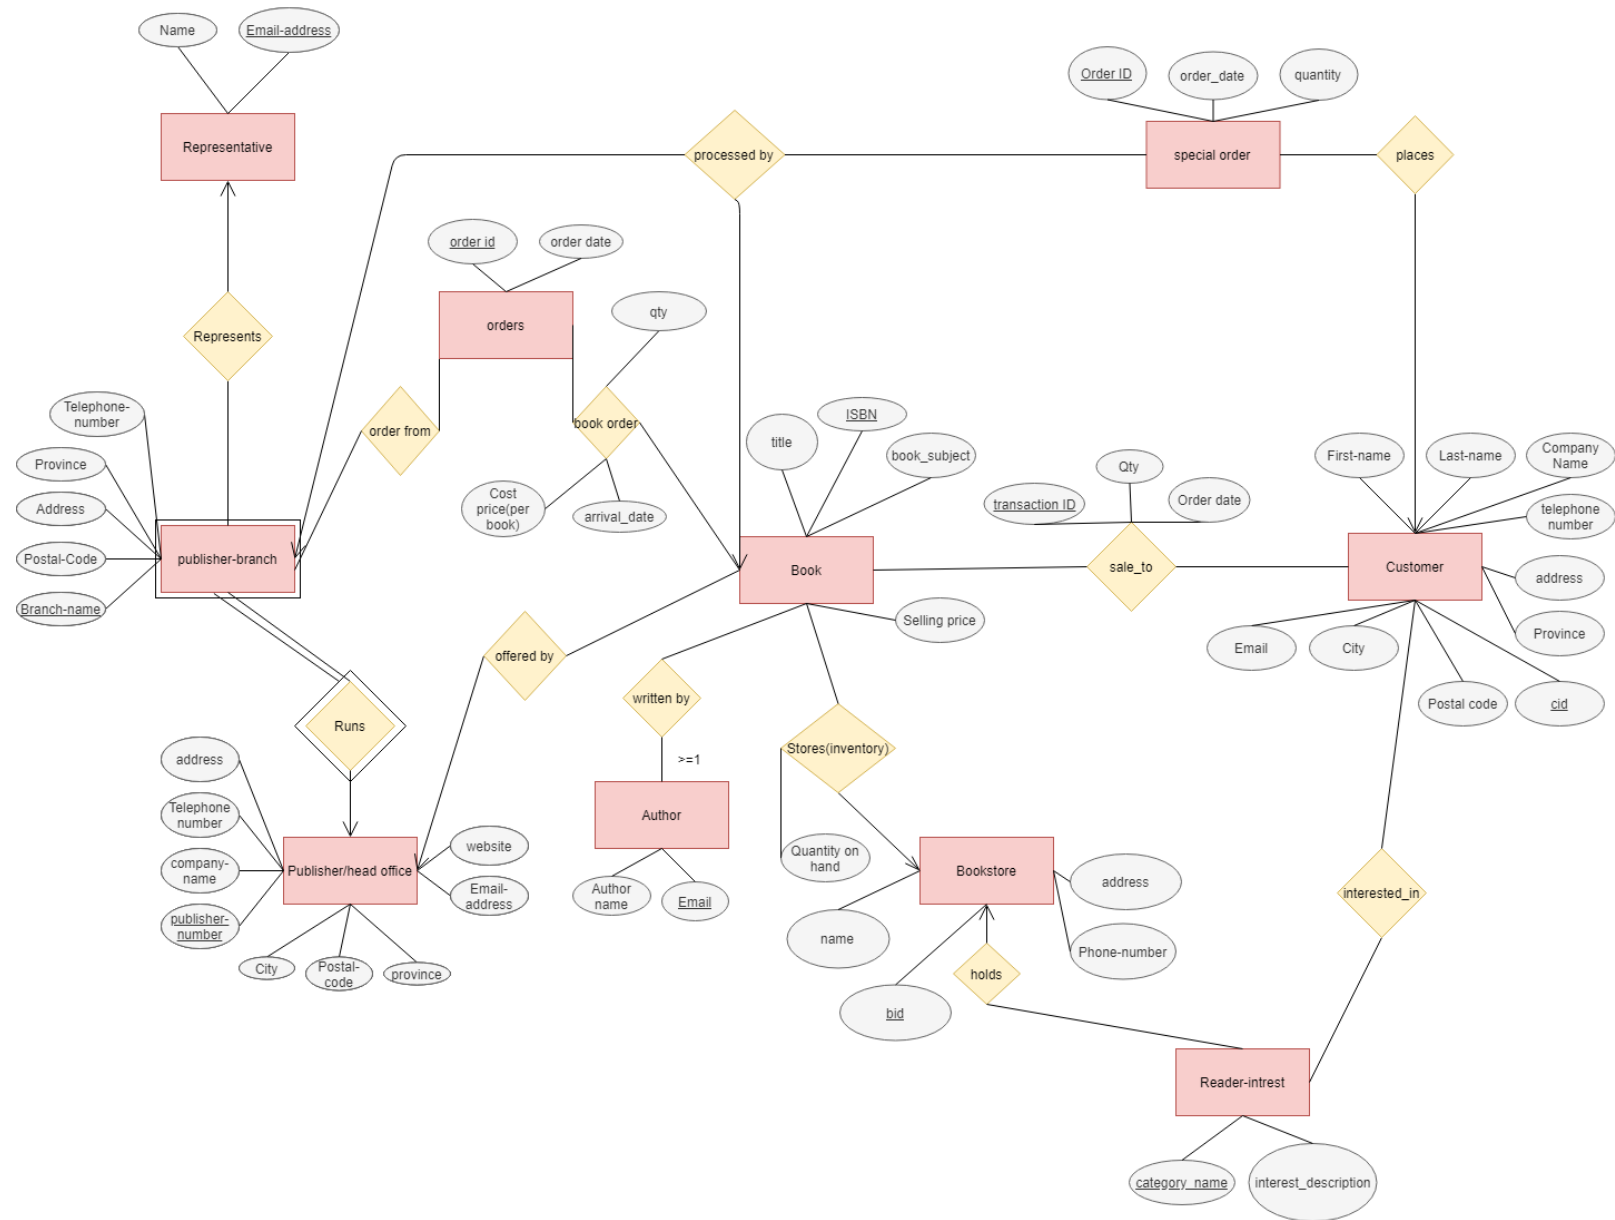 Name
Email-address
Representative
Order ID
order_date
quantity
processed by
special order
places
order id
order date
orders
qty
Represents
Telephone-
number
Province
Address
Postal-Code
Branch-name
publisher-branch
order from
book order
Cost
price(per
book)
arrival_date
title
ISBN
book_subject
Book
Selling price
transaction ID
Qty
Order date
sale_to
First-name
Last-name
Company
Name
telephone
number
Customer
address
Province
Email
City
Postal code
cid
offered by
written by
>=1
Stores(inventory)
Runs
address
Telephone
number
company-
name
publisher-
number
Publisher/head office
website
Email-
address
City
Postal-
code
province
Author
Author
name
Email
Quantity on
hand
Bookstore
address
Phone-number
name
bid
holds
interested_in
Reader-intrest
category_name
interest_description